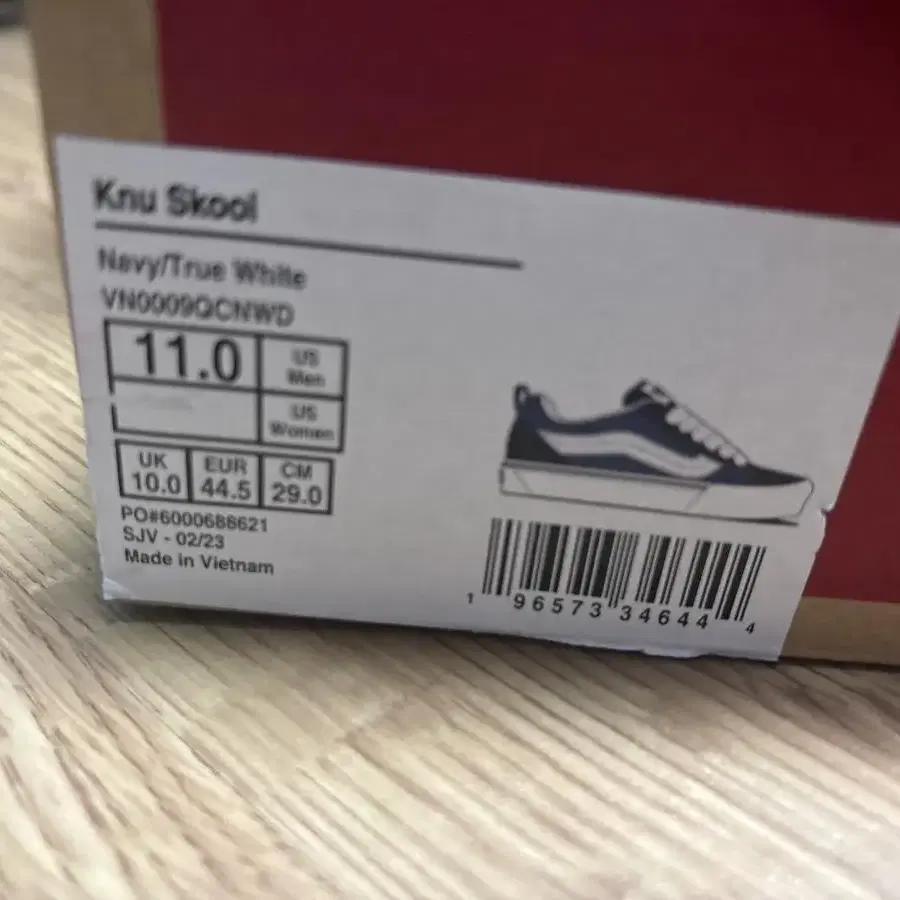 Knu Skool
Navy/True White
VN0009QCNWD
11.0 US Men
US Women
UK 10.0 EUR 44.5 CM 29.0
PO#6000688621
SJV - 02/23
Made in Vietnam
1 96573 34644 4